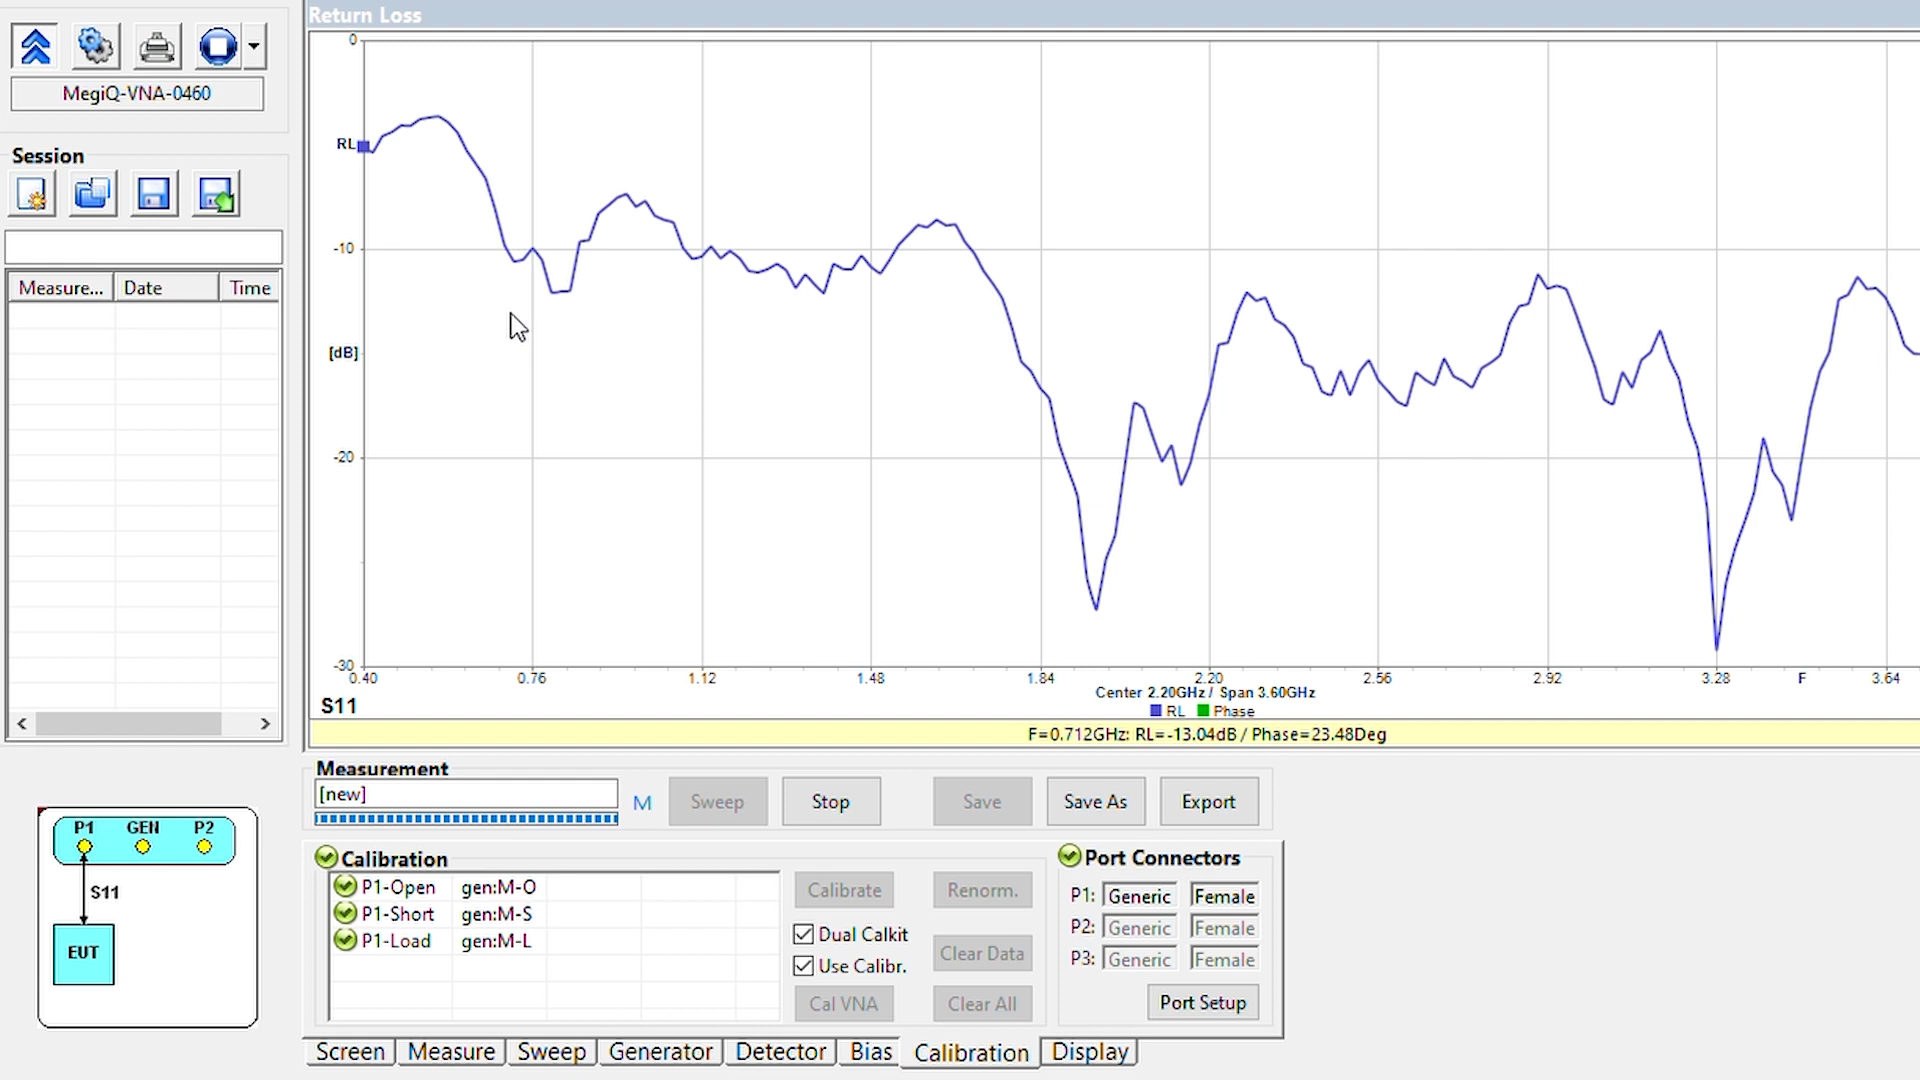 Return Loss
MegiQ-VNA-0460
Session
Measure... Date Time
0
RL
-10
[dB]
-20
-30
0.40 0.76 1.12 1.48 1.84 2.20 2.56 2.92 3.28 F 3.64
Center 2.20GHz / Span 3.60GHz
S11
RL Phase
F=0.712GHz: RL=-13.04dB / Phase=23.48Deg
Measurement
[new]
M Sweep Stop Save Save As Export
P1 GEN P2
S11
EUT
Calibration
P1-Open gen:M-O
P1-Short gen:M-S
P1-Load gen:M-L
Calibrate Renorm.
Dual Calkit
Use Calibr.
Clear Data
Cal VNA Clear All
Port Connectors
P1: Generic Female
P2: Generic Female
P3: Generic Female
Port Setup
Screen Measure Sweep Generator Detector Bias Calibration Display